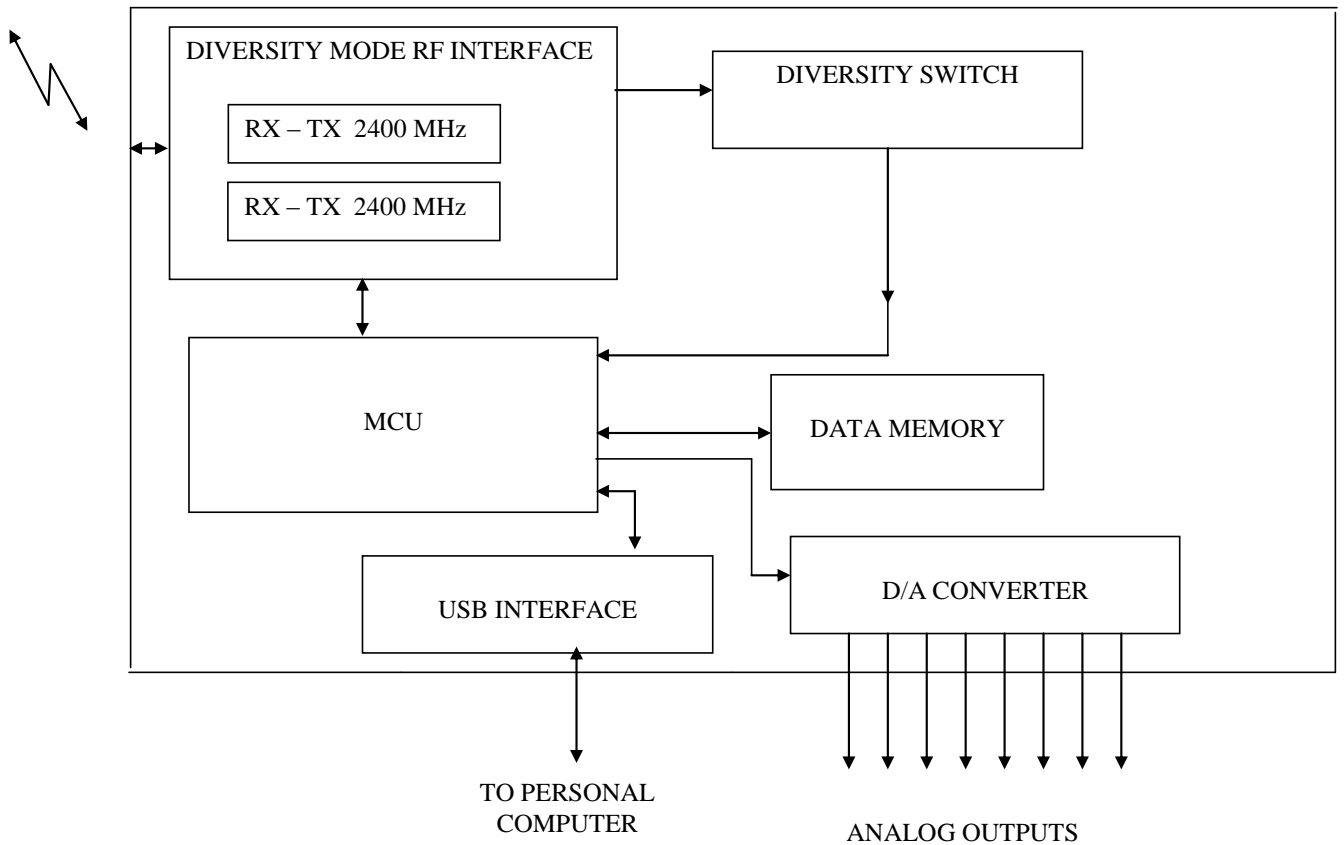 DIVERSITY MODE RF INTERFACE
RX – TX  2400 MHz
RX – TX  2400 MHz
DIVERSITY SWITCH
MCU
DATA MEMORY
USB INTERFACE
D/A CONVERTER
TO PERSONAL
COMPUTER
ANALOG OUTPUTS